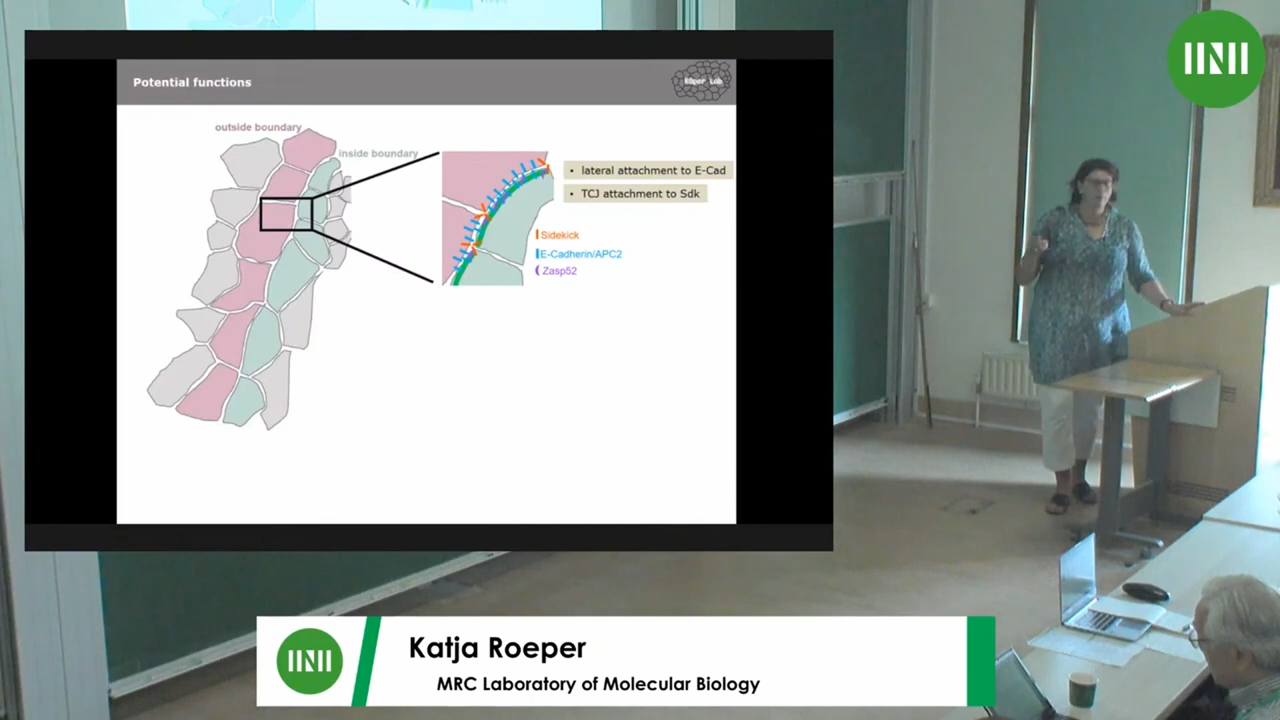 Potential functions
Röper Lab
outside boundary
inside boundary
• lateral attachment to E-Cad
• TCJ attachment to Sdk
Sidekick
E-Cadherin/APC2
Zasp52
INI
INI
Katja Roeper
MRC Laboratory of Molecular Biology